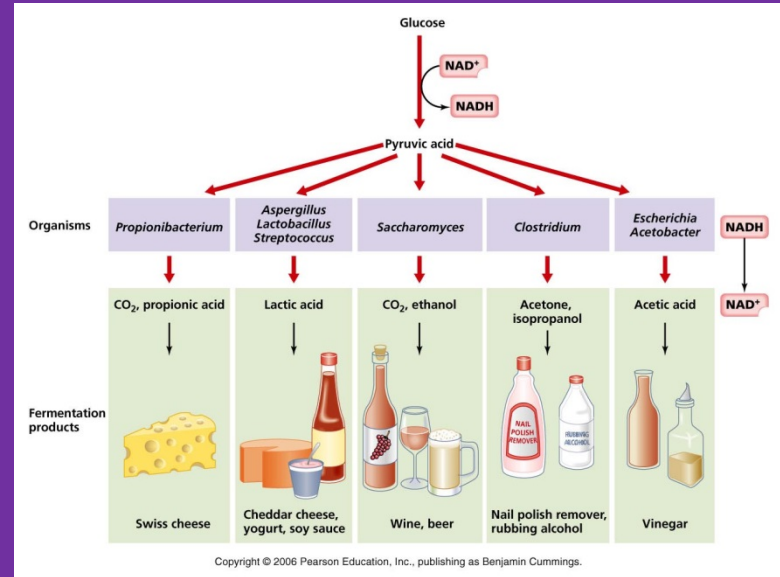 Glucose
NAD+
NADH
Pyruvic acid
Organisms
Propionibacterium
Aspergillus
Lactobacillus
Streptococcus
Saccharomyces
Clostridium
Escherichia
Acetobacter
NADH
CO2, propionic acid
Lactic acid
CO2, ethanol
Acetone,
isopropanol
Acetic acid
NAD+
Fermentation
products
NAIL
POLISH
REMOVER
RUBBING
ALCOHOL
Swiss cheese
Cheddar cheese,
yogurt, soy sauce
Wine, beer
Nail polish remover,
rubbing alcohol
Vinegar
Copyright © 2006 Pearson Education, Inc., publishing as Benjamin Cummings.